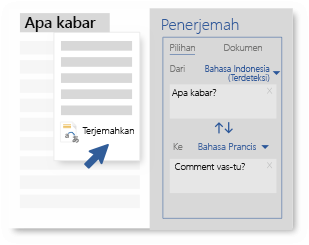 Apa kabar
Terjemahkan
Penerjemah
Pilihan Dokumen
Dari Bahasa Indonesia
(Terdeteksi)
Apa kabar? X
Ke Bahasa Prancis
Comment vas-tu? X